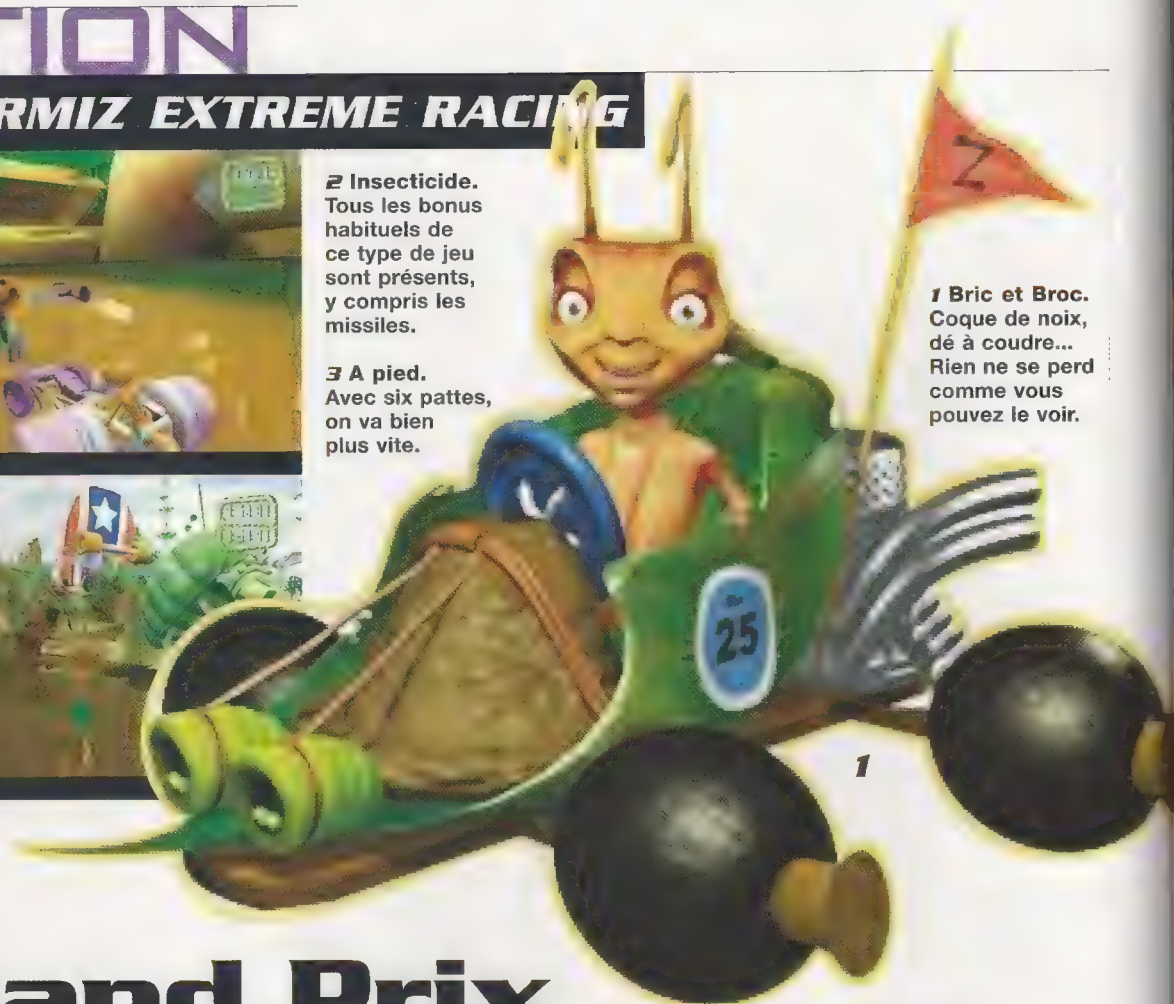 TION
RMIZ EXTREME RACING
2 Insecticide.
Tous les bonus
habituels de
ce type de jeu
sont présents,
y compris les
missiles.
3 A pied.
Avec six pattes,
on va bien
plus vite.
Z
1 Bric et Broc.
Coque de noix,
dé à coudre...
Rien ne se perd
comme vous
pouvez le voir.
25
1
and Prix